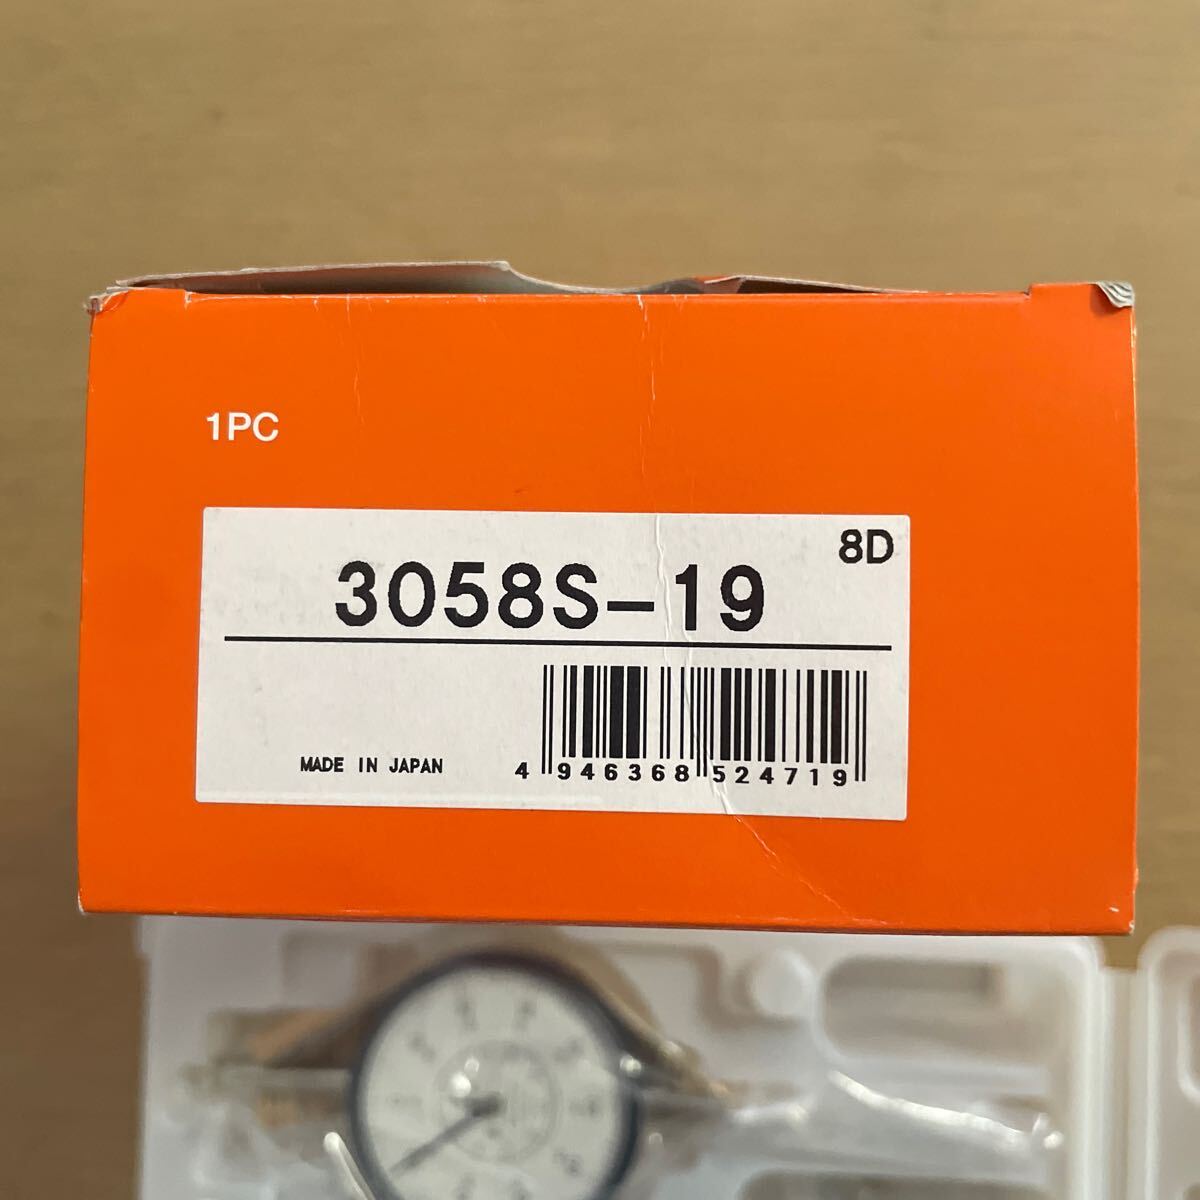 1PC
8D
3058S-19
MADE IN JAPAN
4 946368 524719